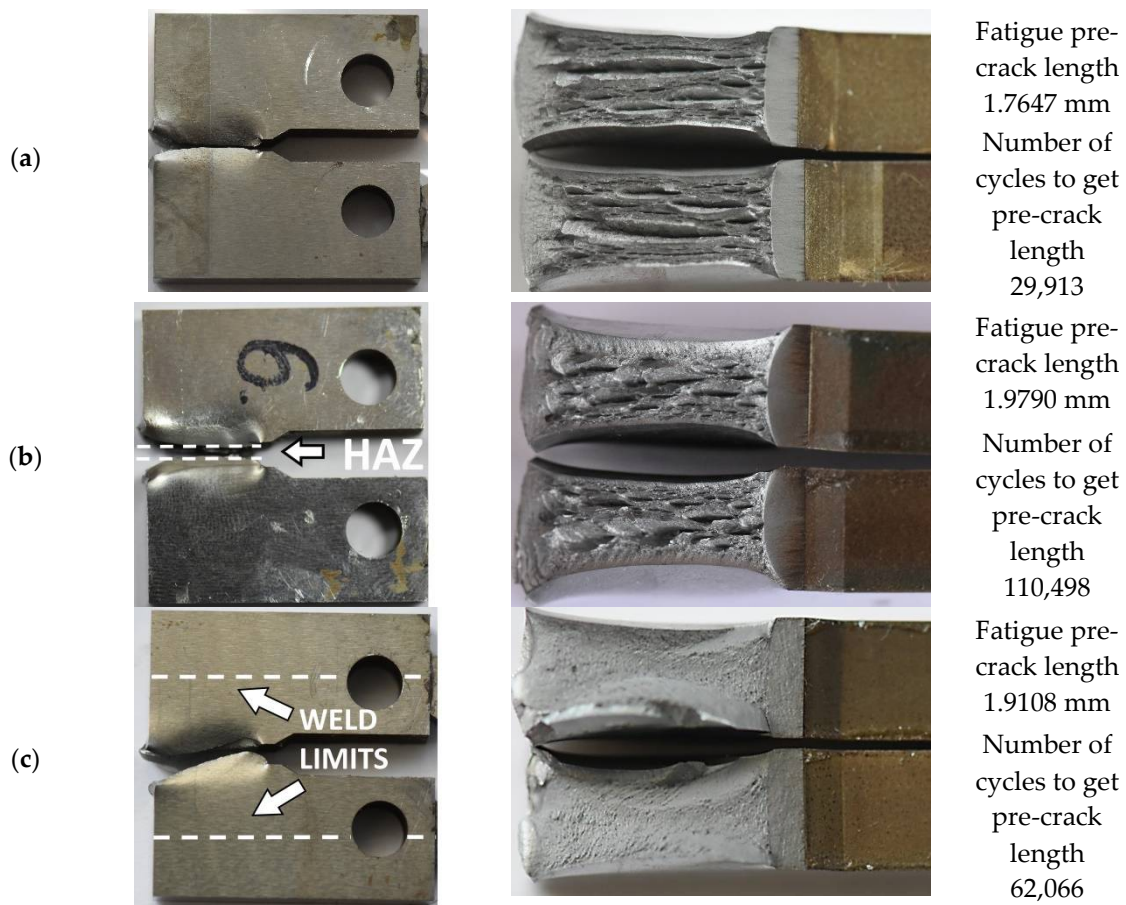 (a)
Fatigue pre-
crack length
1.7647 mm
Number of
cycles to get
pre-crack
length
29,913
(b)
9.
HAZ
Fatigue pre-
crack length
1.9790 mm
Number of
cycles to get
pre-crack
length
110,498
(c)
WELD
LIMITS
Fatigue pre-
crack length
1.9108 mm
Number of
cycles to get
pre-crack
length
62,066